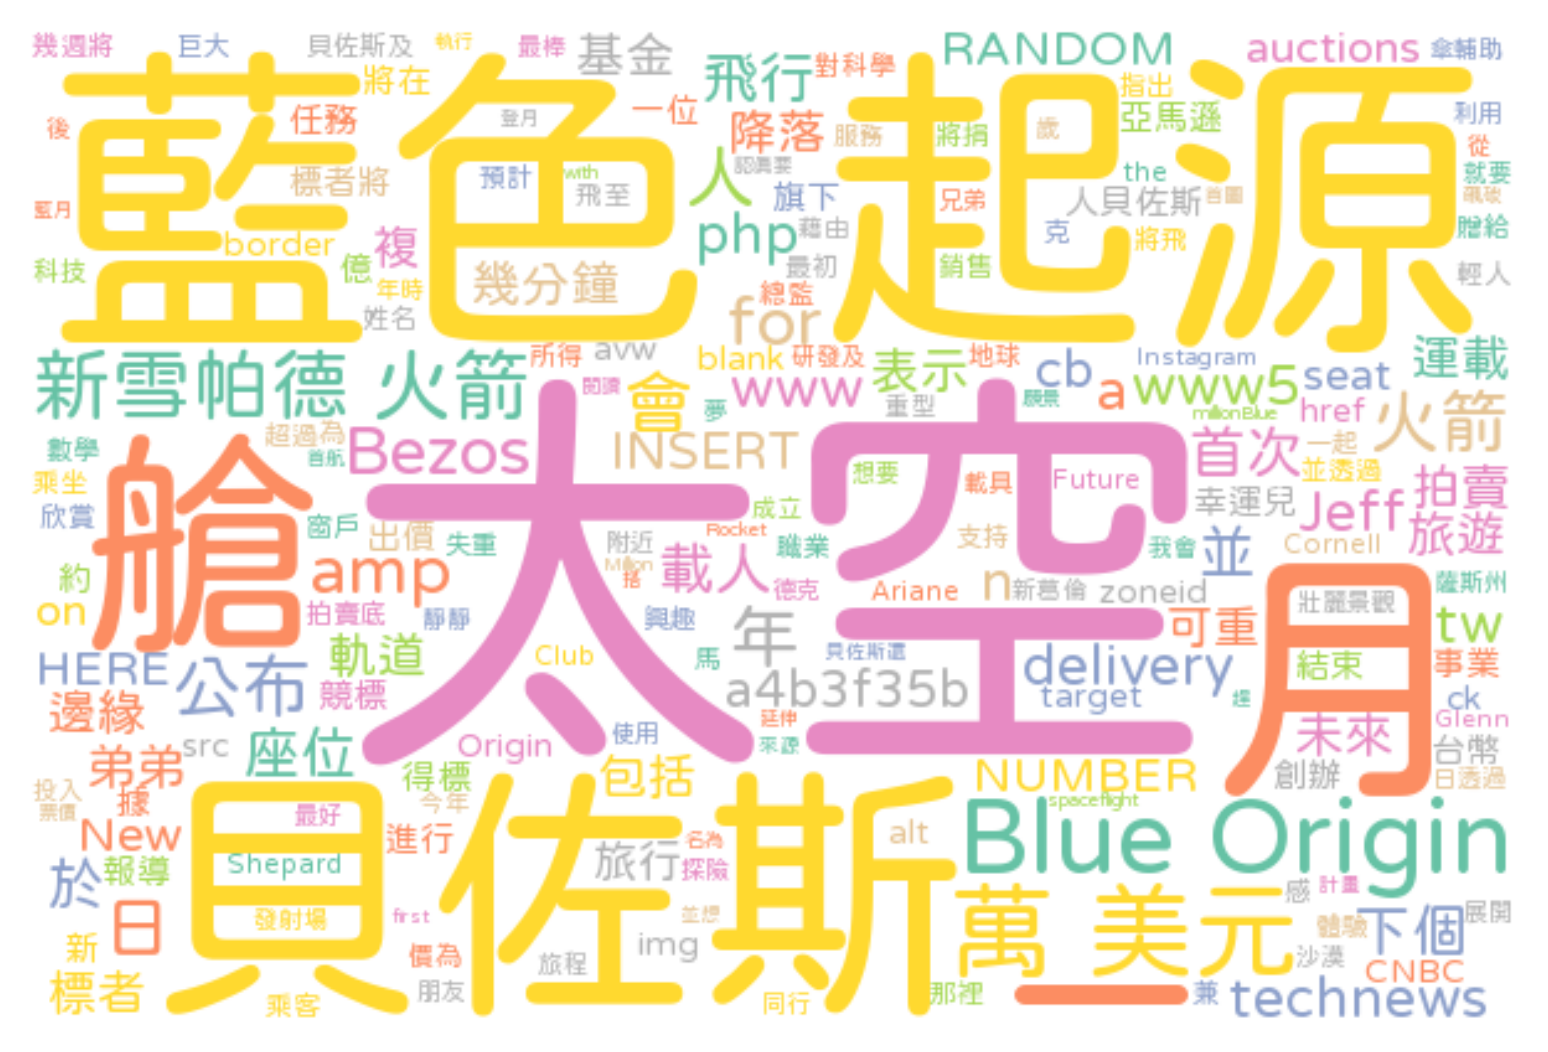 幾週將 巨大 貝佐斯及 執行 最棒 基金 飛行 對科學 RANDOM auctions 傘輔助
藍色起源
將在 一位 指出 利用
後 任務 登月 降落 服務 將捐 歲 亞馬遜 從
標者將 預計 with 飛至 人 認真要 旗下 兄弟 the 人貝佐斯 首圖 就要
藍月 border 複 php 藉由 克 將飛 贈給
科技 億 年時 幾分鐘 最初 銷售 輕人
姓名 總監 for
新雪帕德 火箭 所得 avw blank 研發及 表示 地球 cb Instagram 運載
閱讀 會 夢 www 重型 願景 a www5 millionBlue seat href 火箭
太空
數學 超過為 首航 Bezos INSERT 想要 載具 Future 首次 一起 並透過 拍賣
乘坐 艙 成立 幸運兒 Jeff 旅遊
欣賞 窗戶 出價 失重 附近 Rocket 職業 支持 我會 並 Cornell
約 amp Million 搭 載人 德克 Ariane n 新葛倫 zoneid 月 壯麗景觀 薩斯州
on 拍賣底 靜靜 興趣 年 可重 tw
HERE 公布 軌道 Club 馬 貝佐斯還 delivery 結束 事業
邊緣 競標 a4b3f35b target 趕 ck
src 座位 Origin 使用 延伸 來源 未來 Glenn 台幣
弟弟 得標 包括 NUMBER 創辦 日透過
投入 票價 據 今年 spaceflight
貝佐斯
New 最好 進行 名為 alt Blue Origin
於 報導 Shepard 旅行 探險 萬 美元 感 計畫
日 發射場 first 並想 體驗 下個 展開
新 價為 旅程 img 沙漠 CNBC
標者 乘客 朋友 同行 那裡 一 兼 technews